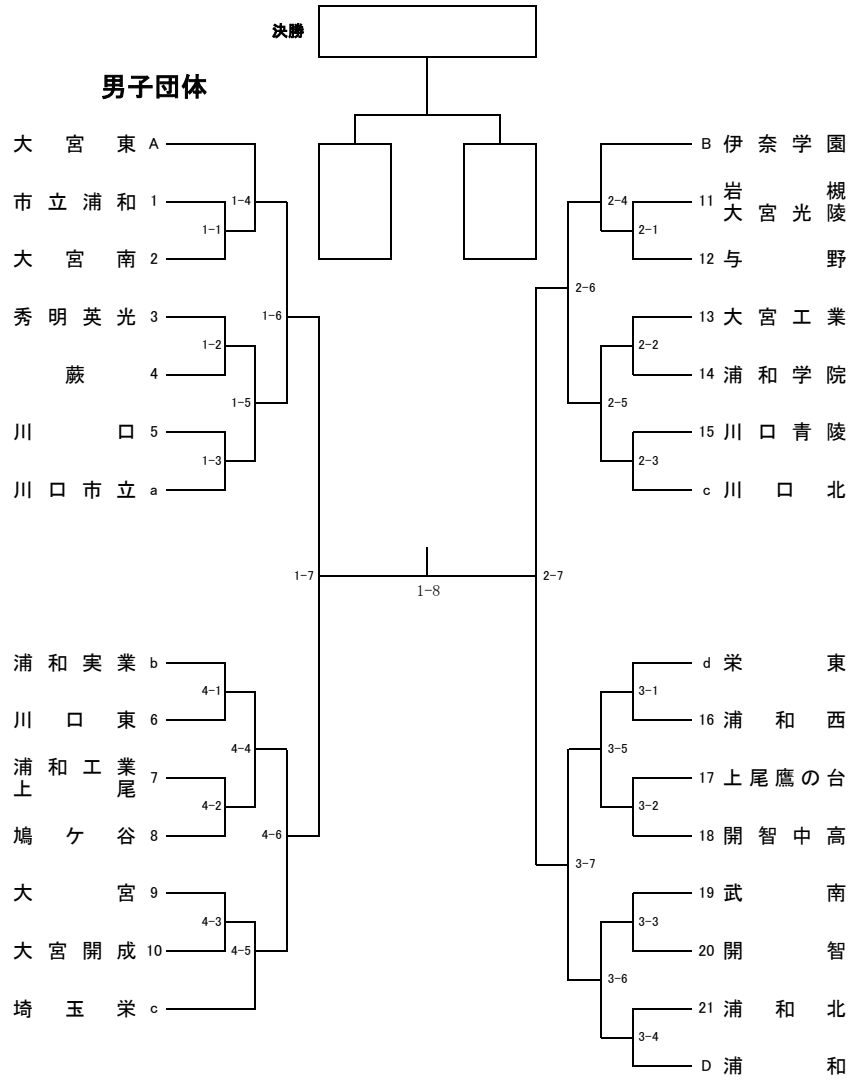 決勝
男子団体
大宮東 A
市立浦和 1
1-4
1-1
大宮南 2
秀明英光 3
1-6
1-2
蕨 4
1-5
川口 5
1-3
川口市立 a
B 伊奈学園
2-4
11 岩槻
大宮光陵
2-1
12 与野
2-6
13 大宮工業
2-2
14 浦和学院
2-5
15 川口青陵
2-3
c 川口北
1-7
2-7
1-8
浦和実業 b
4-1
川口東 6
4-4
浦和工業
上尾 7
4-2
鳩ケ谷 8
4-6
大宮 9
4-3
大宮開成 10
4-5
埼玉栄 c
d 栄東
3-1
16 浦和西
3-5
17 上尾鷹の台
3-2
18 開智中高
3-7
19 武南
3-3
20 開智
3-6
21 浦和北
3-4
D 浦和